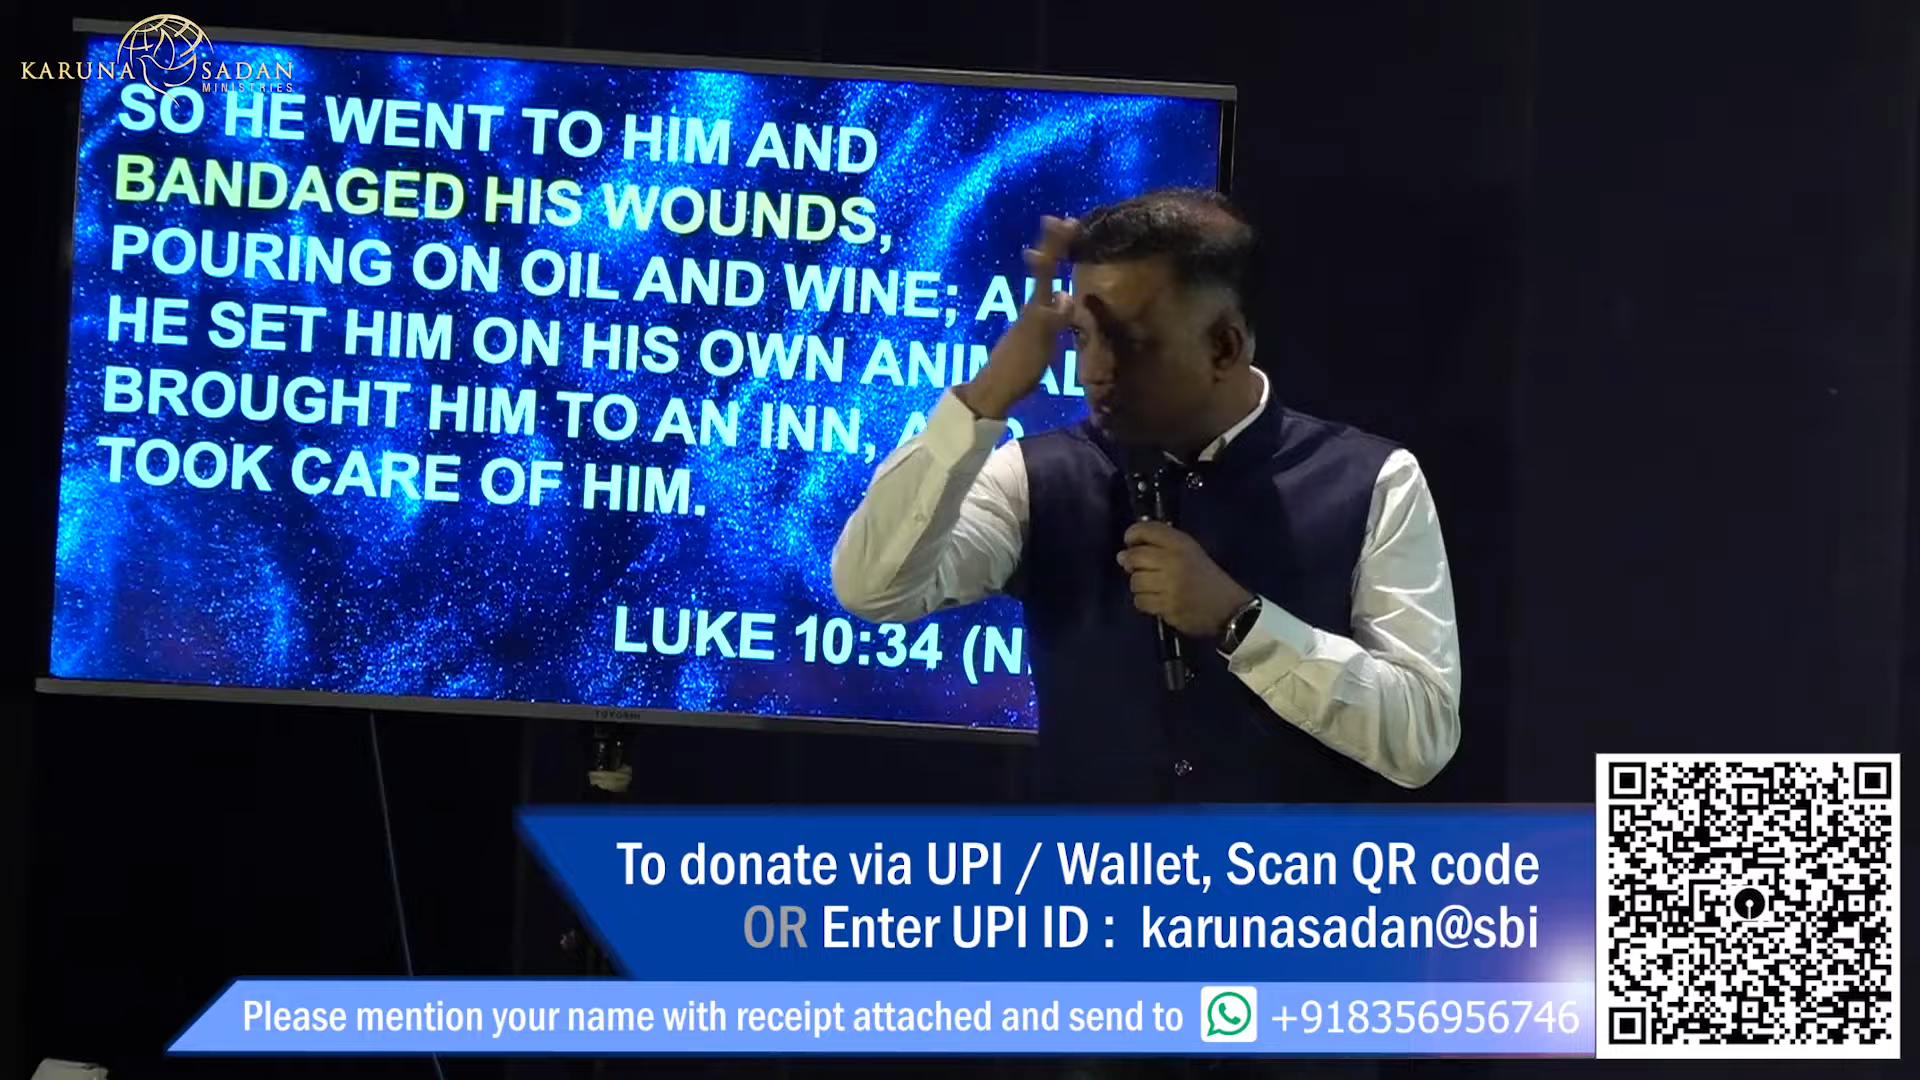 KARUNA SADAN
MINISTRIES
SO HE WENT TO HIM AND
BANDAGED HIS WOUNDS,
POURING ON OIL AND WINE;
HE SET HIM ON HIS OWN ANIMAL
BROUGHT HIM TO AN INN,
TOOK CARE OF HIM.
LUKE 10:34
To donate via UPI / Wallet, Scan QR code
OR Enter UPI ID : karunasadan@sbi
Please mention your name with receipt attached and send to +918356956746